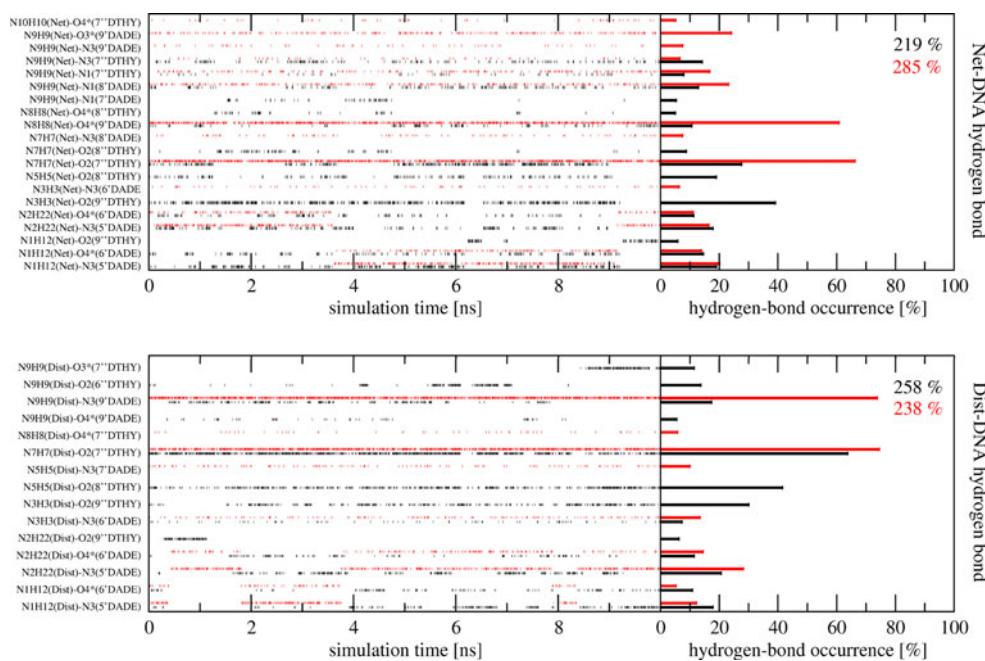 N10H10(Net)-O4*(7''DTHY)
N9H9(Net)-O3*(9'DADE)
N9H9(Net)-N3(9'DADE)
N9H9(Net)-N3(7''DTHY)
N9H9(Net)-N1(7''DTHY)
N9H9(Net)-N1(8'DADE)
N9H9(Net)-N1(7'DADE)
N8H8(Net)-O4*(8''DTHY)
N8H8(Net)-O4*(9'DADE)
N7H7(Net)-N3(8'DADE)
N7H7(Net)-O2(8''DTHY)
N7H7(Net)-O2(7''DTHY)
N5H5(Net)-O2(8''DTHY)
N3H3(Net)-N3(6'DADE
N3H3(Net)-O2(9''DTHY)
N2H22(Net)-O4*(6'DADE)
N2H22(Net)-N3(5'DADE)
N1H12(Net)-O2(9''DTHY)
N1H12(Net)-O4*(6'DADE)
N1H12(Net)-N3(5'DADE)
219 %
285 %
Net-DNA hydrogen bond
0 2 4 6 8 0 20 40 60 80 100
simulation time [ns] hydrogen-bond occurrence [%]
N9H9(Dist)-O3*(7''DTHY)
N9H9(Dist)-O2(6''DTHY)
N9H9(Dist)-N3(9'DADE)
N9H9(Dist)-O4*(9'DADE)
N8H8(Dist)-O4*(7''DTHY)
N7H7(Dist)-O2(7''DTHY)
N5H5(Dist)-N3(7'DADE)
N5H5(Dist)-O2(8''DTHY)
N3H3(Dist)-O2(9''DTHY)
N3H3(Dist)-N3(6'DADE)
N2H22(Dist)-O2(9''DTHY)
N2H22(Dist)-O4*(6'DADE)
N2H22(Dist)-N3(5'DADE)
N1H12(Dist)-O4*(6'DADE)
N1H12(Dist)-N3(5'DADE)
258 %
238 %
Dist-DNA hydrogen bond
0 2 4 6 8 0 20 40 60 80 100
simulation time [ns] hydrogen-bond occurrence [%]